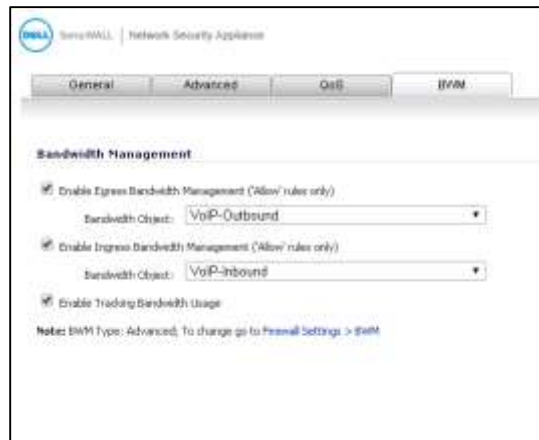 DELL SonicWALL | Network Security Appliance
General Advanced QoS BWM
Bandwidth Management
Enable Egress Bandwidth Management ('Allow' rules only)
Bandwidth Object: VoIP-Outbound
Enable Ingress Bandwidth Management ('Allow' rules only)
Bandwidth Object: VoIP-Inbound
Enable Tracking Bandwidth Usage
Note: BWM Type: Advanced; To change go to Firewall Settings > BWM